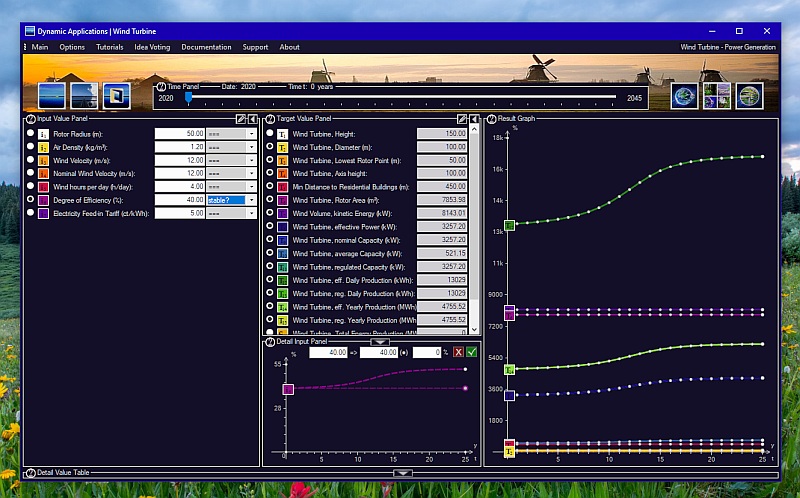 Dynamic Applications | Wind Turbine
Main Options Tutorials Idea Voting Documentation Support About Wind Turbine - Power Generation
Time Panel Date: 2020 Time t: 0 years
2020 2045
Input Value Panel
Rotor Radius (m): 50.00 ===
Air Density (kg/m³): 1.20 ===
Wind Velocity (m/s): 12.00 ===
Nominal Wind Velocity (m/s): 12.00 ===
Wind hours per day (h/day): 4.00 ===
Degree of Efficiency (%): 40.00 stable?
Electricity Feed in Tariff (ct/kWh): 5.00 ===
Target Value Panel
Wind Turbine, Height: 150.00
Wind Turbine, Diameter (m): 100.00
Wind Turbine, Lowest Rotor Point (m): 50.00
Wind Turbine, Axis height: 100.00
Min Distance to Residential Buildings (m): 450.00
Wind Turbine, Rotor Area (m²): 7853.98
Wind Volume, kinetic Energy (kW): 8143.01
Wind Turbine, effective Power (kW): 3257.20
Wind Turbine, nominal Capacity (kW): 3257.20
Wind Turbine, average Capacity (kW): 521.15
Wind Turbine, regulated Capacity (kW): 3257.20
Wind Turbine, eff. Daily Production (kWh): 13029
Wind Turbine, reg. Daily Production (kWh): 13029
Wind Turbine, eff. Yearly Production (MWh) 4755.52
Wind Turbine, reg. Yearly Production (MWh) 4755.52
Wind Turbine, Total Energy Production (MW 0
Detail Input Panel
40.00 => 40.00 (•) 0 %
%
55
28
0 5 10 15 20 25
y
t
Result Graph
%
18k
13k
11k
9000
7200
5400
3600
1800
5 10 15 20 25
y
t
Detail Value Table